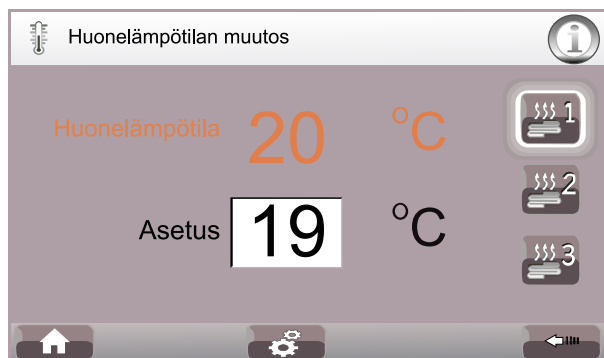 Huonelämpötilan muutos
Huonelämpötila 20 °C
1
Asetus 19 °C
2
3